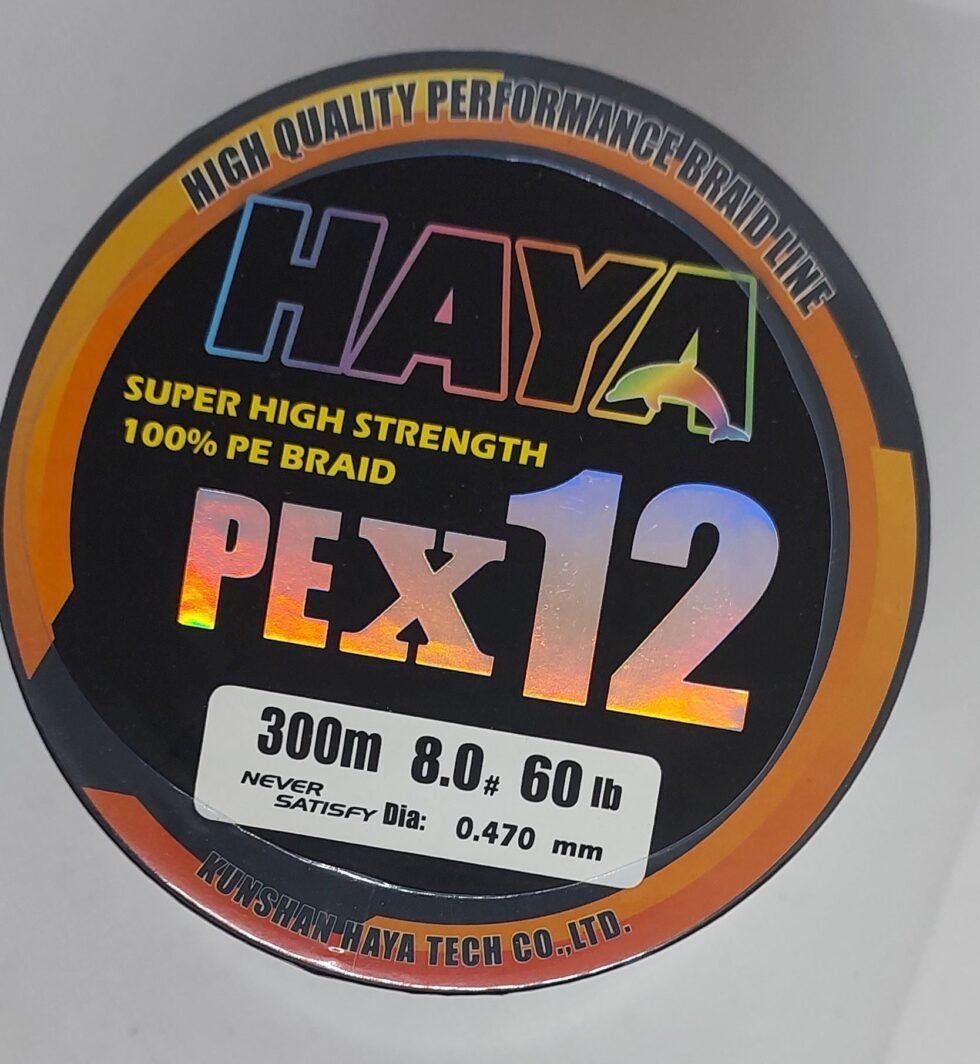 HIGH QUALITY PERFORMANCE BRAID LINE
HAYA
SUPER HIGH STRENGTH
100% PE BRAID
PEX12
300m 8.0# 60 lb
NEVER
SATISFY Dia: 0.470 mm
KUNSHAN HAYA TECH CO.,LTD.